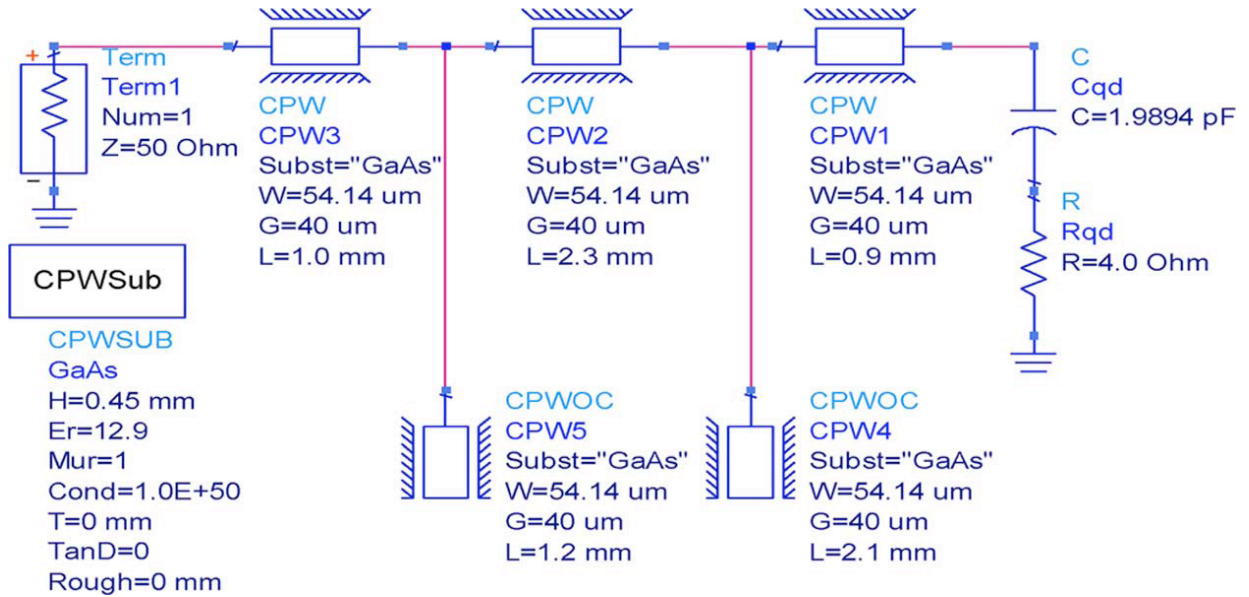 +
Term
Term1
Num=1
Z=50 Ohm
−
CPW
CPW3
Subst="GaAs"
W=54.14 um
G=40 um
L=1.0 mm
CPW
CPW2
Subst="GaAs"
W=54.14 um
G=40 um
L=2.3 mm
CPW
CPW1
Subst="GaAs"
W=54.14 um
G=40 um
L=0.9 mm
C
Cqd
C=1.9894 pF
R
Rqd
R=4.0 Ohm
CPWSub
CPWSUB
GaAs
H=0.45 mm
Er=12.9
Mur=1
Cond=1.0E+50
T=0 mm
TanD=0
Rough=0 mm
CPWOC
CPW5
Subst="GaAs"
W=54.14 um
G=40 um
L=1.2 mm
CPWOC
CPW4
Subst="GaAs"
W=54.14 um
G=40 um
L=2.1 mm